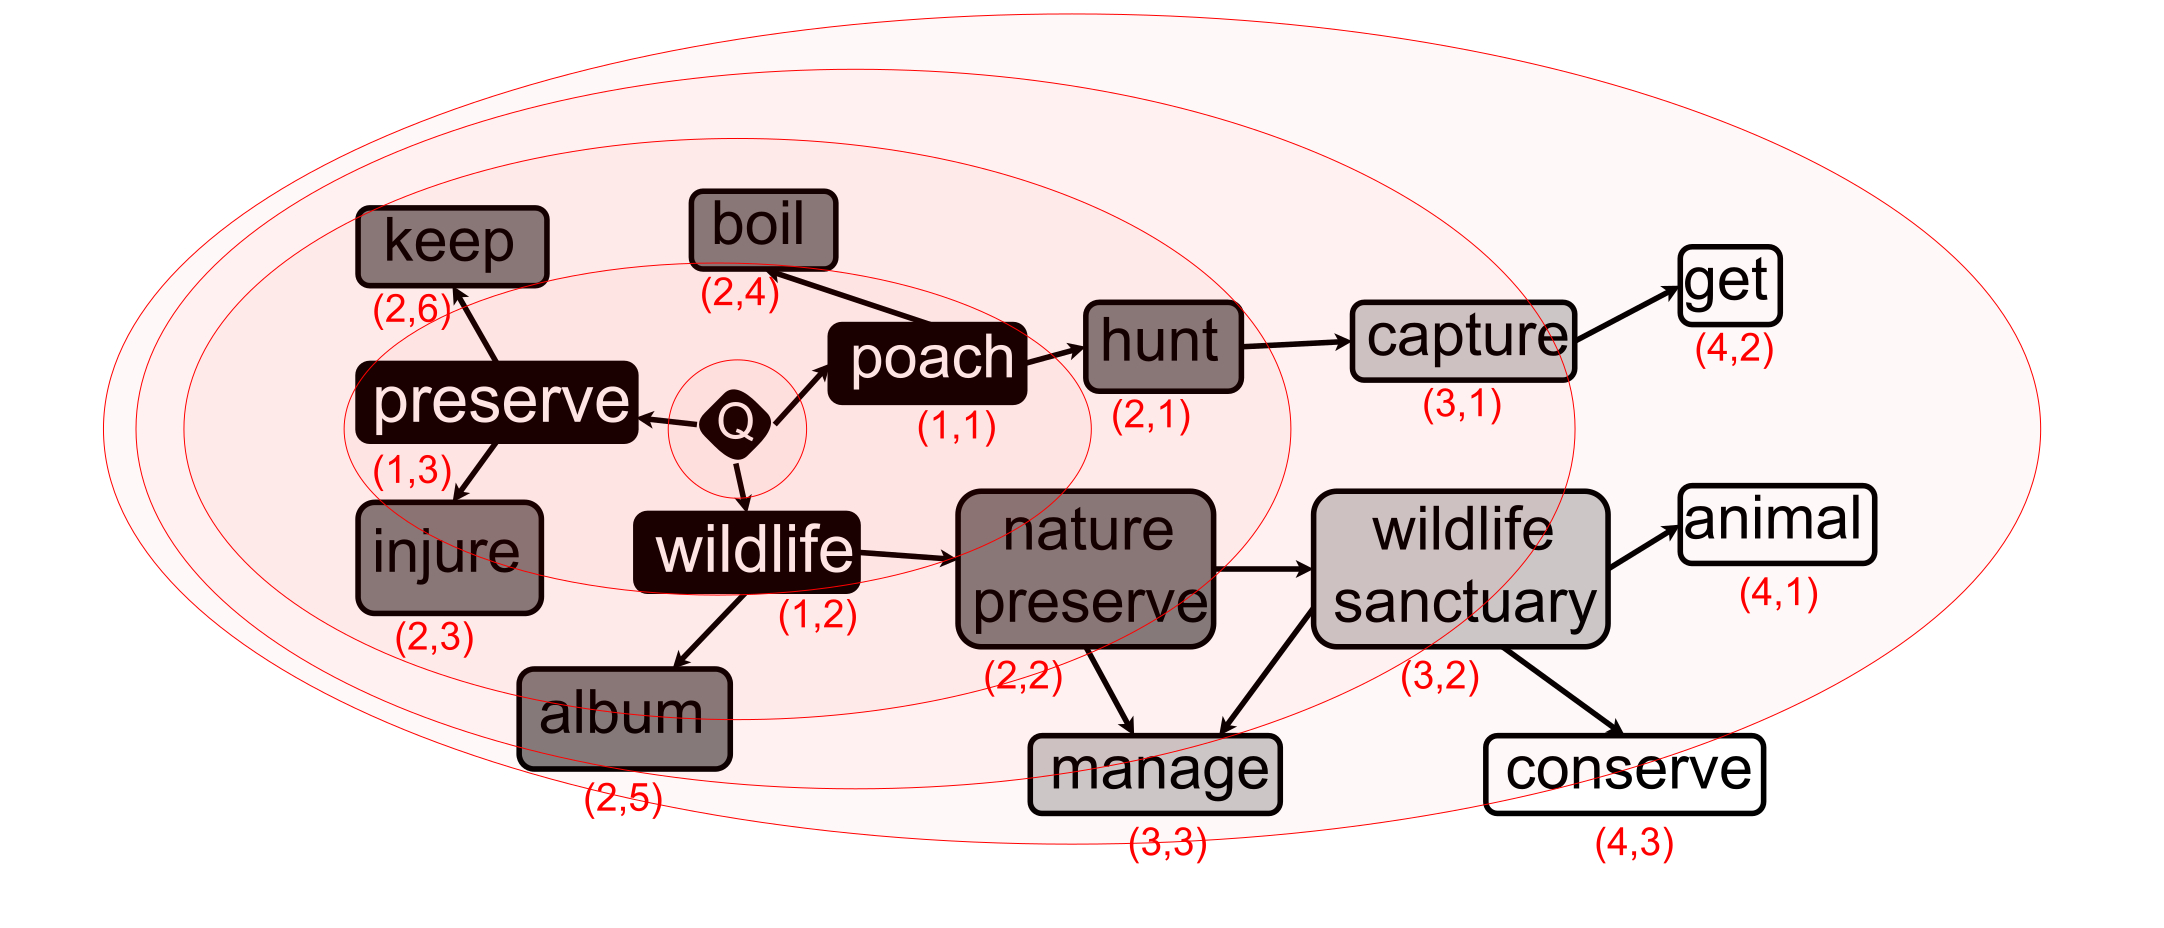 keep
(2,6)
boil
(2,4)
get
(4,2)
poach
(1,1)
hunt
(2,1)
capture
(3,1)
preserve
(1,3)
Q
injure
(2,3)
wildlife
(1,2)
nature
preserve
(2,2)
wildlife
sanctuary
(3,2)
animal
(4,1)
album
(2,5)
manage
(3,3)
conserve
(4,3)